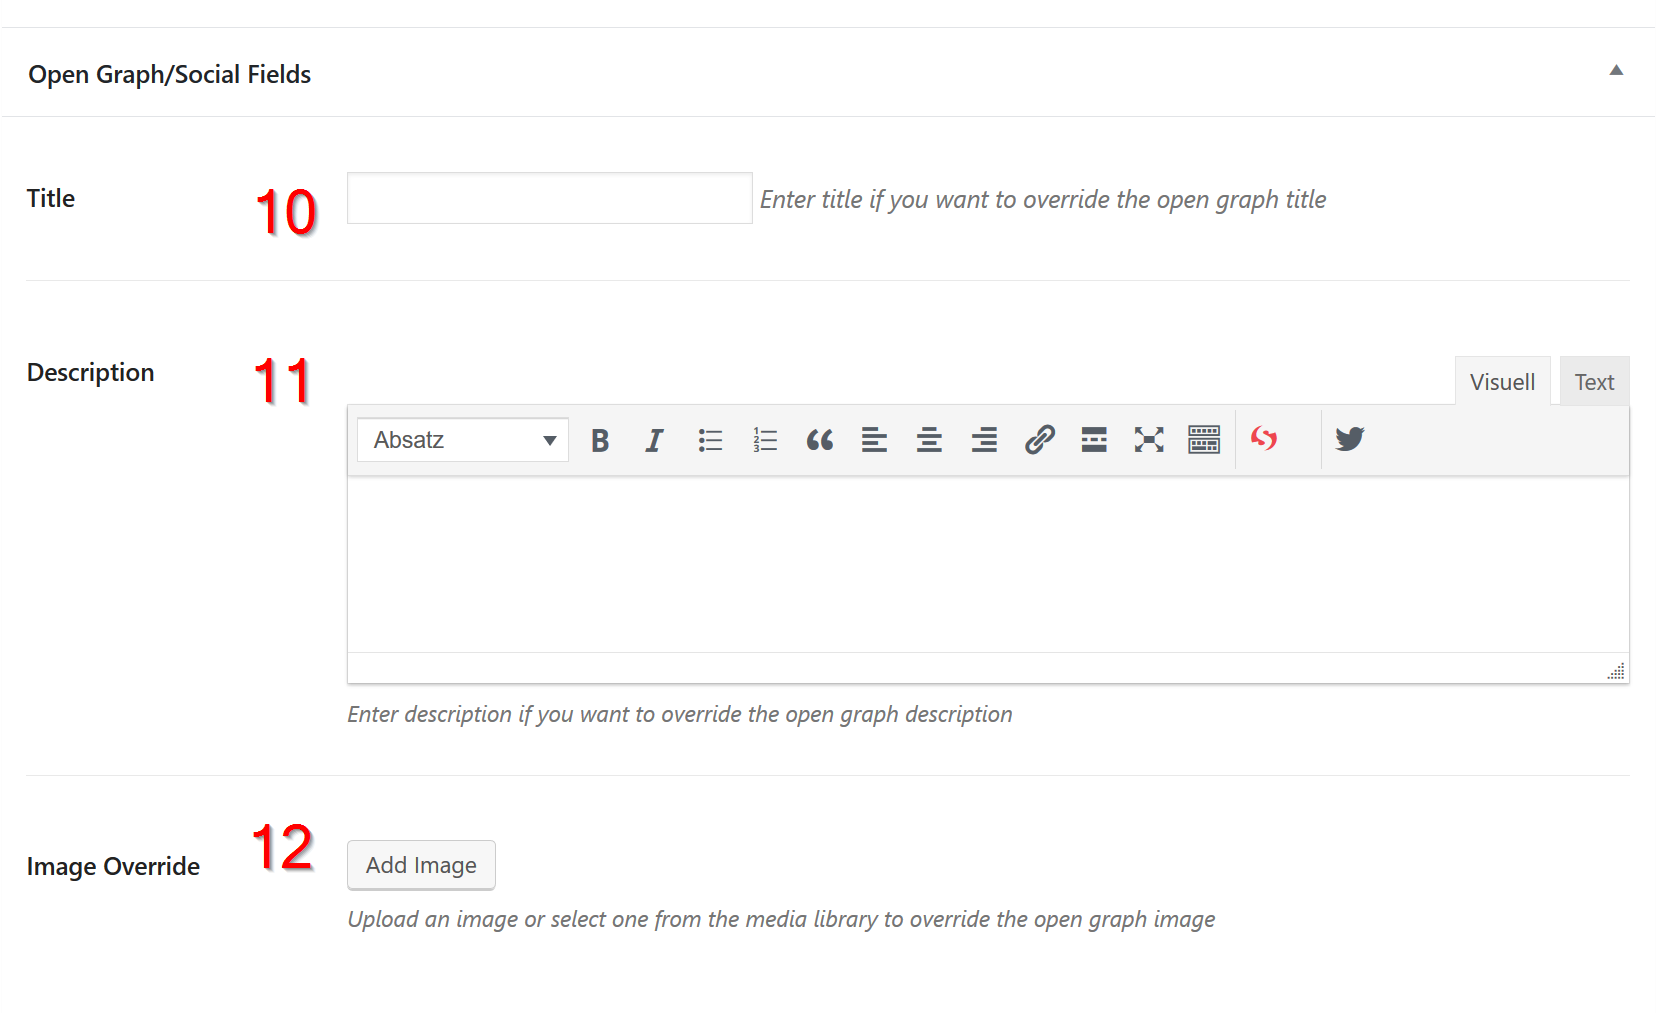 Open Graph/Social Fields
Title 10 Enter title if you want to override the open graph title
Description 11 Visuell Text
Absatz B I
Enter description if you want to override the open graph description
Image Override 12 Add Image
Upload an image or select one from the media library to override the open graph image